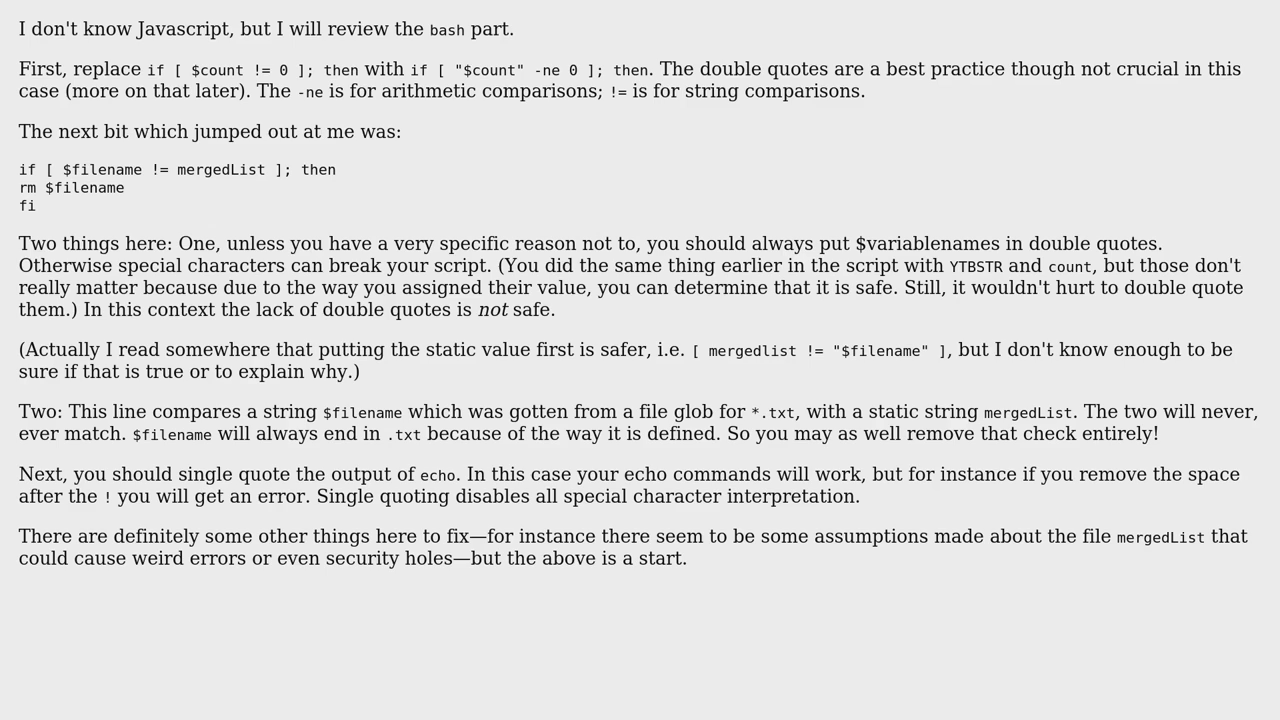 I don't know Javascript, but I will review the bash part.
First, replace if [ $count != 0 ]; then with if [ "$count" -ne 0 ]; then. The double quotes are a best practice though not crucial in this
case (more on that later). The -ne is for arithmetic comparisons; != is for string comparisons.
The next bit which jumped out at me was:
if [ $filename != mergedList ]; then
rm $filename
fi
Two things here: One, unless you have a very specific reason not to, you should always put $variablenames in double quotes.
Otherwise special characters can break your script. (You did the same thing earlier in the script with YTBSTR and count, but those don't
really matter because due to the way you assigned their value, you can determine that it is safe. Still, it wouldn't hurt to double quote
them.) In this context the lack of double quotes is not safe.
(Actually I read somewhere that putting the static value first is safer, i.e. [ mergedlist != "$filename" ], but I don't know enough to be
sure if that is true or to explain why.)
Two: This line compares a string $filename which was gotten from a file glob for *.txt, with a static string mergedList. The two will never,
ever match. $filename will always end in .txt because of the way it is defined. So you may as well remove that check entirely!
Next, you should single quote the output of echo. In this case your echo commands will work, but for instance if you remove the space
after the ! you will get an error. Single quoting disables all special character interpretation.
There are definitely some other things here to fix—for instance there seem to be some assumptions made about the file mergedList that
could cause weird errors or even security holes—but the above is a start.